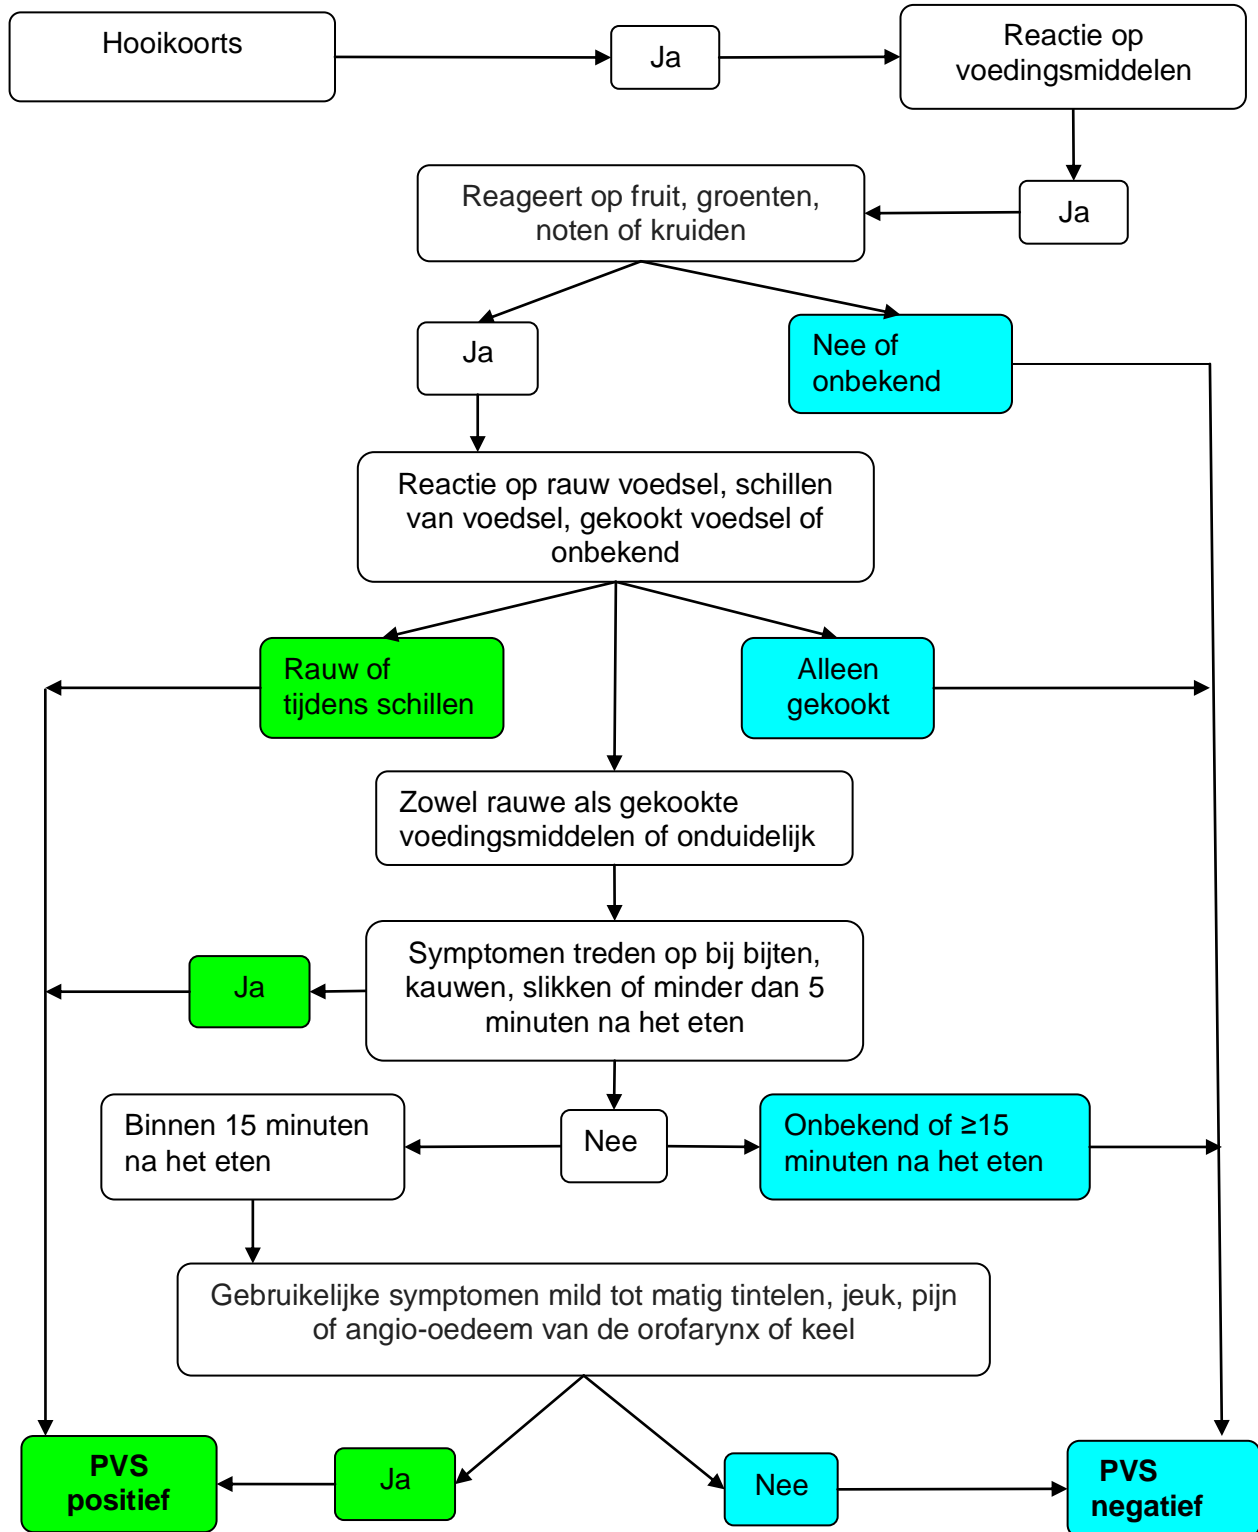 Hooikoorts
Ja
Reactie op
voedingsmiddelen
Ja
Reageert op fruit, groenten,
noten of kruiden
Ja
Nee of
onbekend
Reactie op rauw voedsel, schillen
van voedsel, gekookt voedsel of
onbekend
Rauw of
tijdens schillen
Alleen
gekookt
Zowel rauwe als gekookte
voedingsmiddelen of onduidelijk
Symptomen treden op bij bijten,
kauwen, slikken of minder dan 5
minuten na het eten
Ja
Binnen 15 minuten
na het eten
Nee
Onbekend of ≥15
minuten na het eten
Gebruikelijke symptomen mild tot matig tintelen, jeuk, pijn
of angio-oedeem van de orofarynx of keel
PVS
positief
Ja
Nee
PVS
negatief